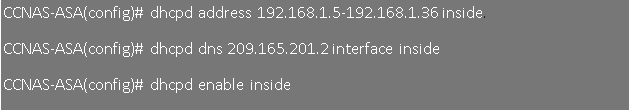 CCNAS-ASA(config)# dhcpd address 192.168.1.5-192.168.1.36 inside
CCNAS-ASA(config)# dhcpd dns 209.165.201.2 interface inside
CCNAS-ASA(config)# dhcpd enable inside